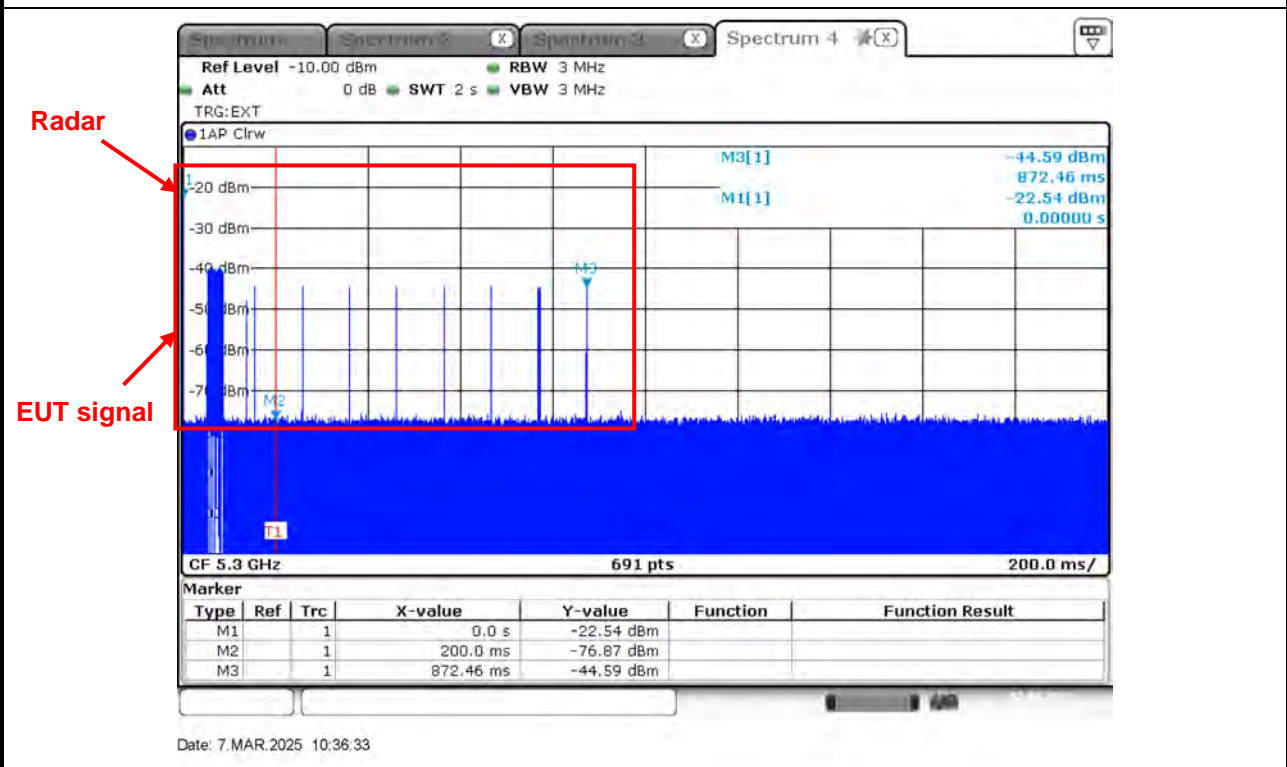 Spectrum 2 X
Spectrum 3 X
Spectrum 4 X
Ref Level -10.00 dBm RBW 3 MHz
Att 0 dB SWT 2 s VBW 3 MHz
TRG:EXT
Radar
1AP Clrw
M3[1] -44.59 dBm
872.46 ms
M1[1] -22.54 dBm
0.00000 s
-20 dBm
-30 dBm
-40 dBm
M3
EUT signal
M2
T1
CF 5.3 GHz 691 pts 200.0 ms/
Marker
Type Ref Trc X-value Y-value Function Function Result
M1 1 0.0 s -22.54 dBm
M2 1 200.0 ms -76.87 dBm
M3 1 872.46 ms -44.59 dBm
Date: 7.MAR.2025 10:36:33